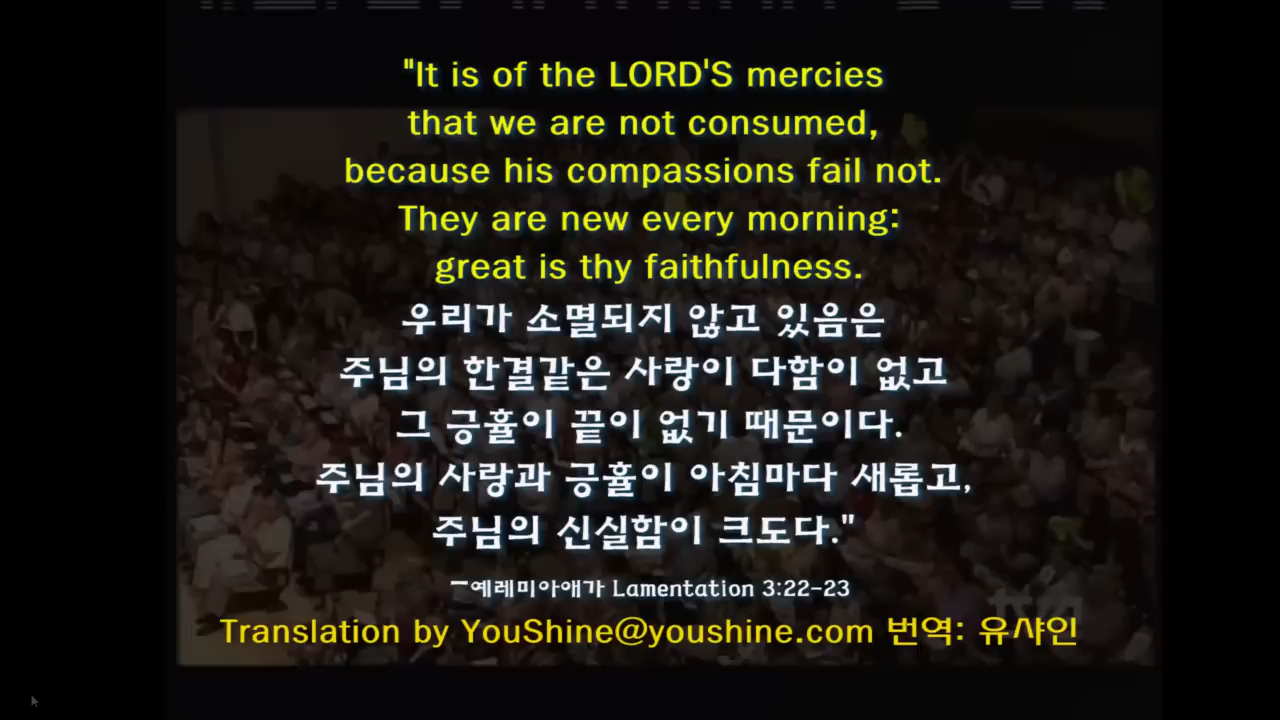 "It is of the LORD'S mercies
that we are not consumed,
because his compassions fail not.
They are new every morning:
great is thy faithfulness.
우리가 소멸되지 않고 있음은
주님의 한결같은 사랑이 다함이 없고
그 긍휼이 끝이 없기 때문이다.
주님의 사랑과 긍휼이 아침마다 새롭고,
주님의 신실함이 크도다."
ㅡ예레미아애가 Lamentation 3:22-23
Translation by YouShine@youshine.com 번역: 유샤인